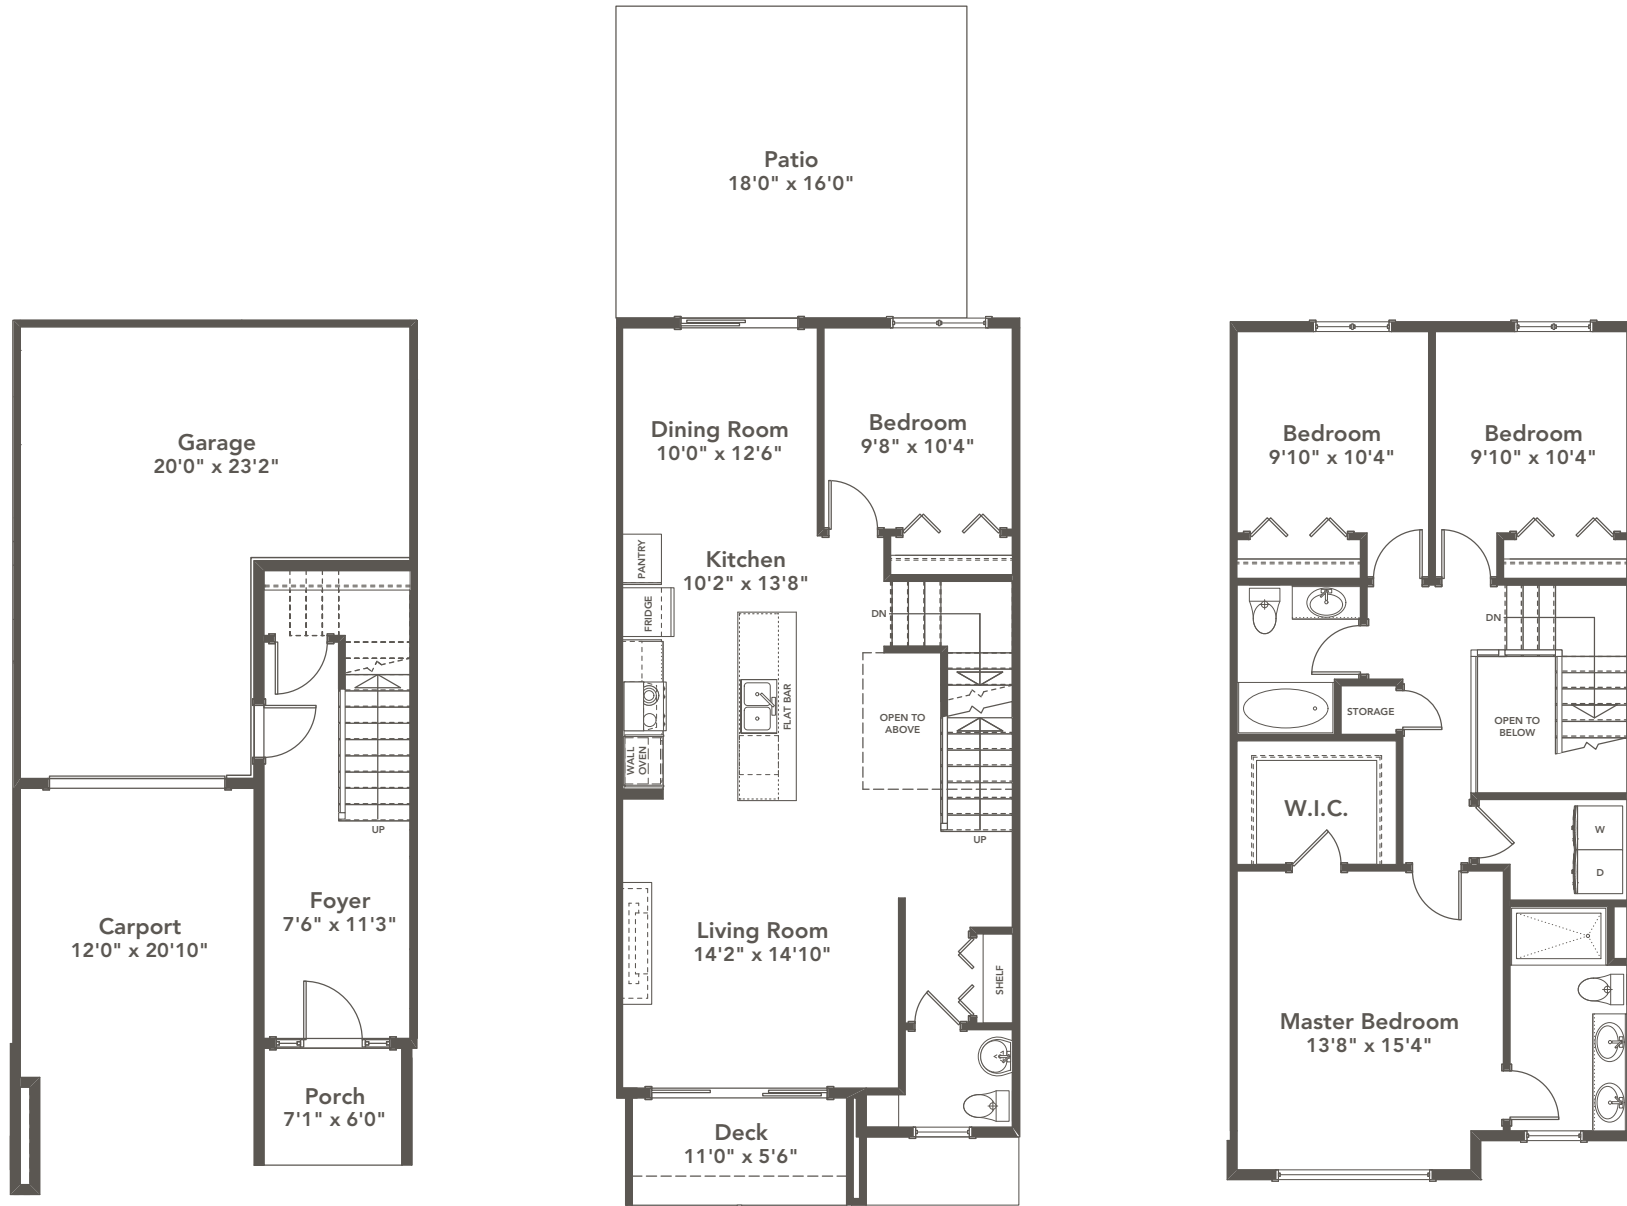 Garage
20'0" x 23'2"
UP
Foyer
7'6" x 11'3"
Carport
12'0" x 20'10"
Porch
7'1" x 6'0"
Patio
18'0" x 16'0"
Dining Room
10'0" x 12'6"
Bedroom
9'8" x 10'4"
PANTRY
Kitchen
10'2" x 13'8"
FRIDGE
DN
FLAT BAR
OPEN TO
ABOVE
WALL
OVEN
UP
Living Room
14'2" x 14'10"
SHELF
Deck
11'0" x 5'6"
Bedroom
9'10" x 10'4"
Bedroom
9'10" x 10'4"
DN
STORAGE
OPEN TO
BELOW
W.I.C.
W
D
Master Bedroom
13'8" x 15'4"